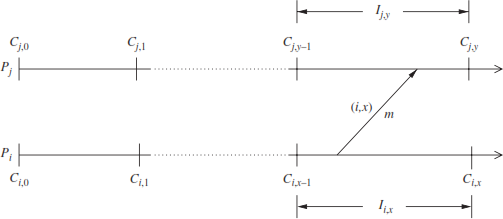 I_{j,y}
C_{j,0} C_{j,1} C_{j,y–1} C_{j,y}
P_j
(i,x) m
P_i
C_{i,0} C_{i,1} C_{i,x–1} C_{i,x}
I_{i,x}